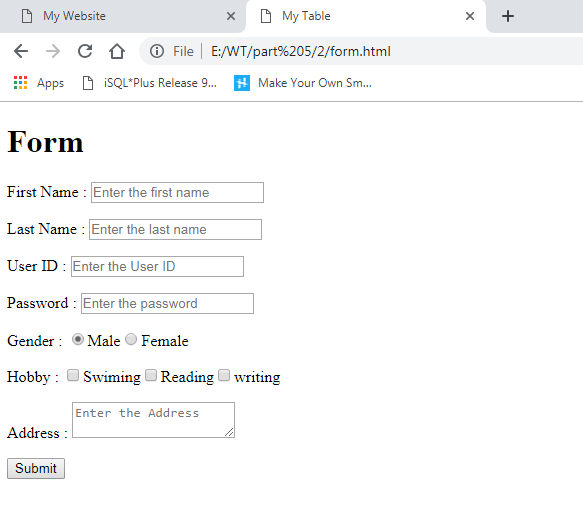 My Website
My Table
File
E:/WT/part%205/2/form.html
Apps
iSQL*Plus Release 9...
Make Your Own Sm...
Form
First Name : Enter the first name
Last Name : Enter the last name
User ID : Enter the User ID
Password : Enter the password
Gender : Male Female
Hobby : Swiming Reading writing
Address : Enter the Address
Submit